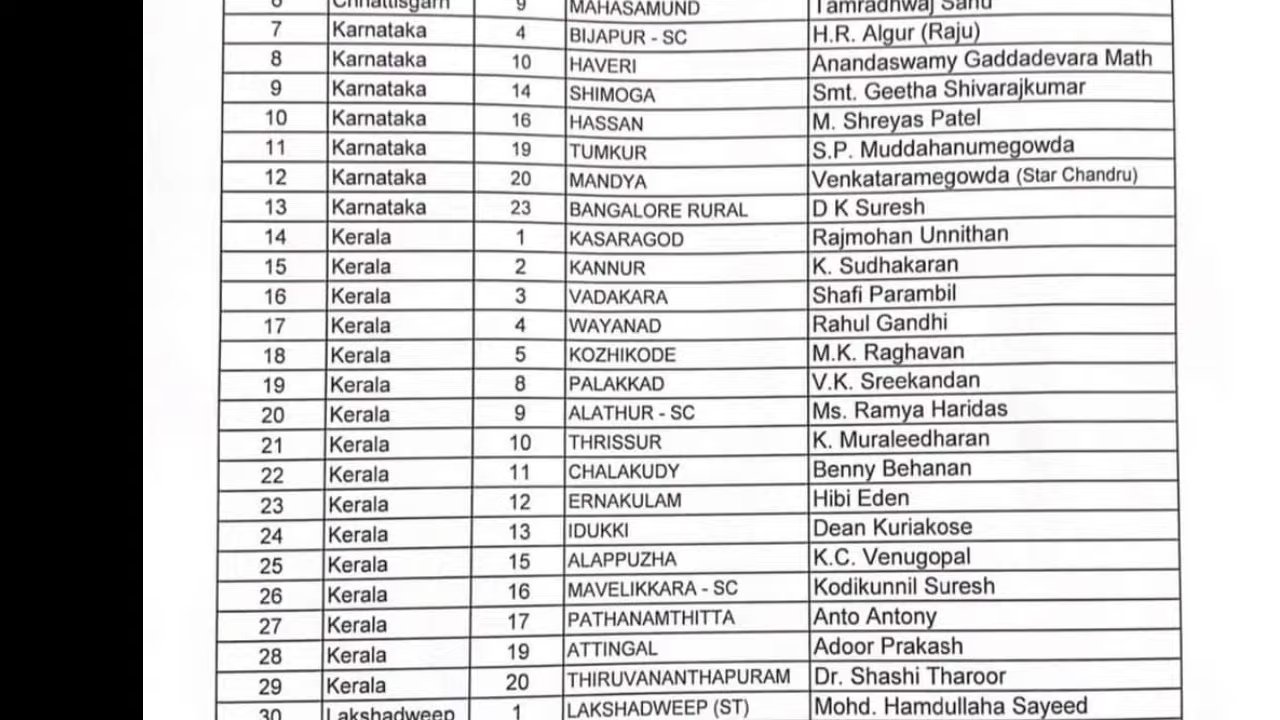 6 Chhattisgarh 9 MAHASAMUND Tamradhwaj Sahu
7 Karnataka 4 BIJAPUR - SC H.R. Algur (Raju)
8 Karnataka 10 HAVERI Anandaswamy Gaddadevara Math
9 Karnataka 14 SHIMOGA Smt. Geetha Shivarajkumar
10 Karnataka 16 HASSAN M. Shreyas Patel
11 Karnataka 19 TUMKUR S.P. Muddahanumegowda
12 Karnataka 20 MANDYA Venkataramegowda (Star Chandru)
13 Karnataka 23 BANGALORE RURAL D K Suresh
14 Kerala 1 KASARAGOD Rajmohan Unnithan
15 Kerala 2 KANNUR K. Sudhakaran
16 Kerala 3 VADAKARA Shafi Parambil
17 Kerala 4 WAYANAD Rahul Gandhi
18 Kerala 5 KOZHIKODE M.K. Raghavan
19 Kerala 8 PALAKKAD V.K. Sreekandan
20 Kerala 9 ALATHUR - SC Ms. Ramya Haridas
21 Kerala 10 THRISSUR K. Muraleedharan
22 Kerala 11 CHALAKUDY Benny Behanan
23 Kerala 12 ERNAKULAM Hibi Eden
24 Kerala 13 IDUKKI Dean Kuriakose
25 Kerala 15 ALAPPUZHA K.C. Venugopal
26 Kerala 16 MAVELIKKARA - SC Kodikunnil Suresh
27 Kerala 17 PATHANAMTHITTA Anto Antony
28 Kerala 19 ATTINGAL Adoor Prakash
29 Kerala 20 THIRUVANANTHAPURAM Dr. Shashi Tharoor
30 Lakshadweep 1 LAKSHADWEEP (ST) Mohd. Hamdullaha Sayeed